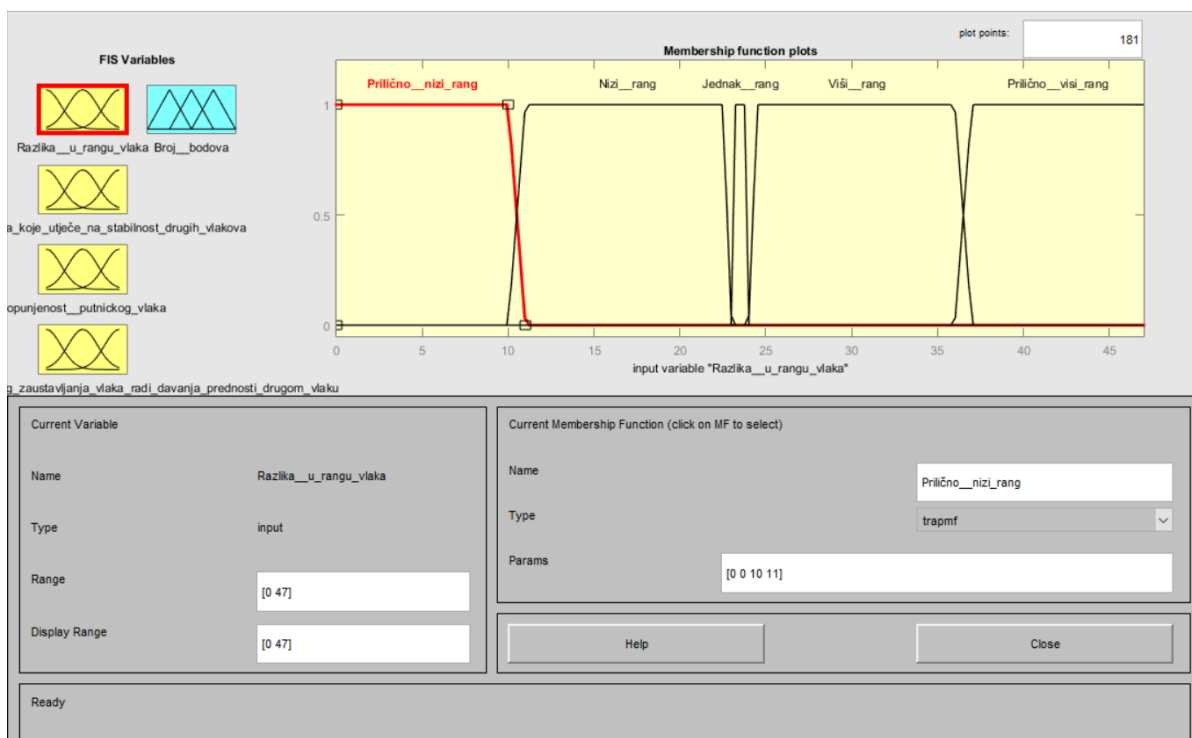 plot points:
181
FIS Variables
Membership function plots
Razlika__u_rangu_vlaka
Broj__bodova
a_koje_utječe_na_stabilnost_drugih_vlakova
opunjenost__putnickog_vlaka
g_zaustavljanja_vlaka_radi_davanja_prednosti_drugom_vlaku
Prilično__nizi_rang
Nizi__rang
Jednak__rang
Viši__rang
Prilično__visi_rang
1
0.5
0
0 5 10 15 20 25 30 35 40 45
input variable "Razlika__u_rangu_vlaka"
Current Variable
Name
Razlika__u_rangu_vlaka
Type
input
Range
[0 47]
Display Range
[0 47]
Current Membership Function (click on MF to select)
Name
Prilično__nizi_rang
Type
trapmf
Params
[0 0 10 11]
Help
Close
Ready